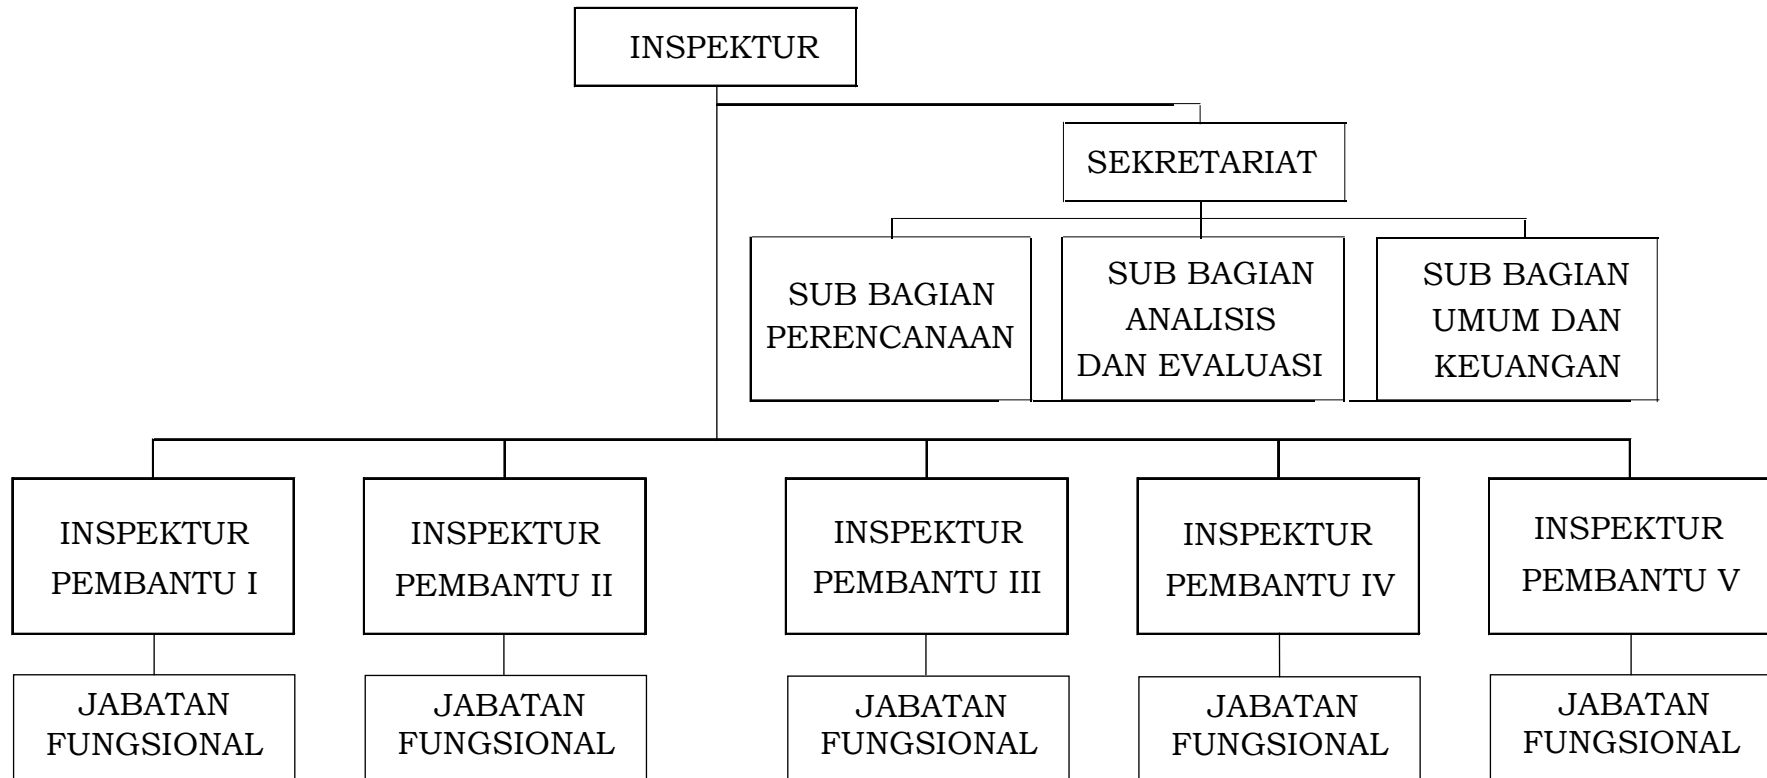 INSPEKTUR
SEKRETARIAT
SUB BAGIAN
PERENCANAAN
SUB BAGIAN
ANALISIS
DAN EVALUASI
SUB BAGIAN
UMUM DAN
KEUANGAN
INSPEKTUR
PEMBANTU I
INSPEKTUR
PEMBANTU II
INSPEKTUR
PEMBANTU III
INSPEKTUR
PEMBANTU IV
INSPEKTUR
PEMBANTU V
JABATAN
FUNGSIONAL
JABATAN
FUNGSIONAL
JABATAN
FUNGSIONAL
JABATAN
FUNGSIONAL
JABATAN
FUNGSIONAL